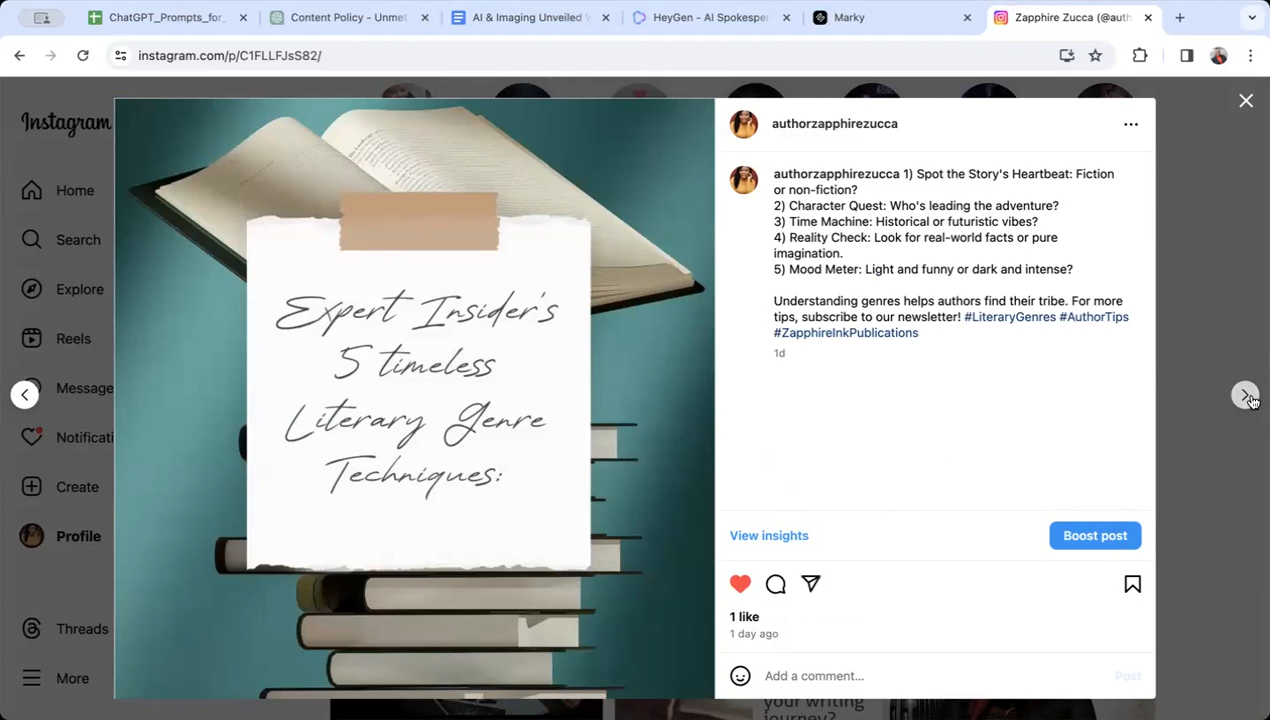 ChatGPT_Prompts_for_
Content Policy - Unmet
AI & Imaging Unveiled
HeyGen - AI Spokespe
Marky
Zapphire Zucca (@auth
instagram.com/p/C1FLLFJsS82/
Instagram
Home
Search
Explore
Reels
Message
Notificati
Create
Profile
Threads
More
Expert Insider's
5 timeless
Literary Genre
Techniques:
authorzapphirezucca
authorzapphirezucca 1) Spot the Story's Heartbeat: Fiction
or non-fiction?
2) Character Quest: Who's leading the adventure?
3) Time Machine: Historical or futuristic vibes?
4) Reality Check: Look for real-world facts or pure
imagination.
5) Mood Meter: Light and funny or dark and intense?
Understanding genres helps authors find their tribe. For more
tips, subscribe to our newsletter! #LiteraryGenres #AuthorTips
#ZapphireInkPublications
1d
View insights
Boost post
1 like
1 day ago
Add a comment...
Post
your writing
journey?